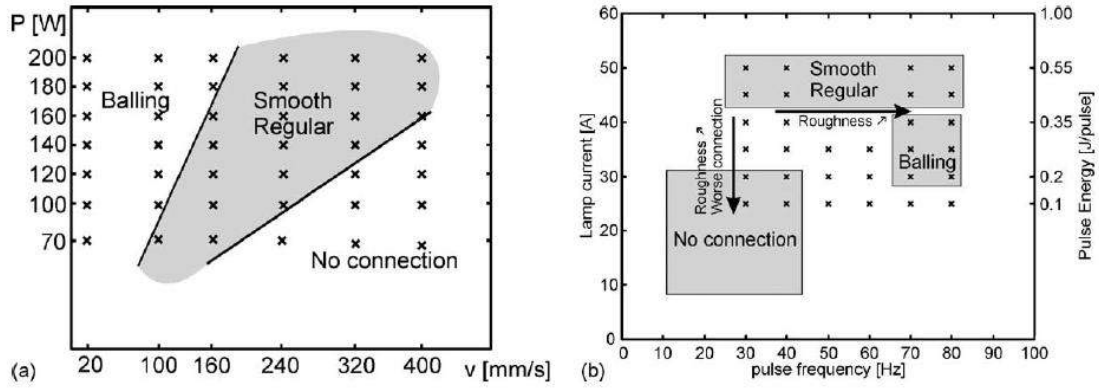 P [W]
200
180
160
140
120
100
70
Balling
Smooth
Regular
No connection
20 100 160 240 320 400 v [mm/s]
(a)
60
50
40
30
20
10
0
Lamp current [A]
Smooth
Regular
Roughness ↗
Roughness ↗
Worse connection
Balling
No connection
1.00
0.55
0.35
0.2
0.1
Pulse Energy [J/pulse]
0 10 20 30 40 50 60 70 80 90 100
pulse frequency [Hz]
(b)